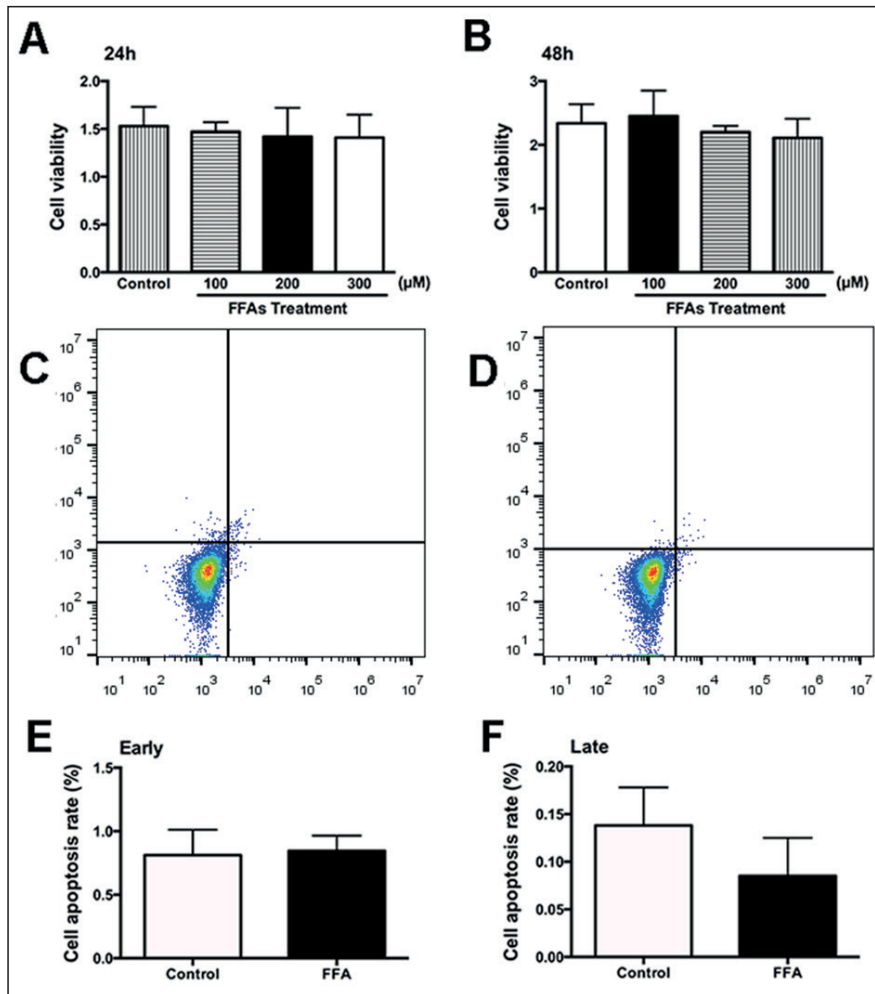 A
24h
Cell viability
2.0
1.5
1.0
0.5
0.0
Control 100 200 300 (µM)
FFAs Treatment
B
48h
Cell viability
3
2
1
0
Control 100 200 300 (µM)
FFAs Treatment
C
10⁷
10⁶
10⁵
10⁴
10³
10²
10¹
10¹ 10² 10³ 10⁴ 10⁵ 10⁶ 10⁷
D
10⁷
10⁶
10⁵
10⁴
10³
10²
10¹
10¹ 10² 10³ 10⁴ 10⁵ 10⁶ 10⁷
E
Early
Cell apoptosis rate (%)
1.5
1.0
0.5
0.0
Control FFA
F
Late
Cell apoptosis rate (%)
0.20
0.15
0.10
0.05
0.00
Control FFA